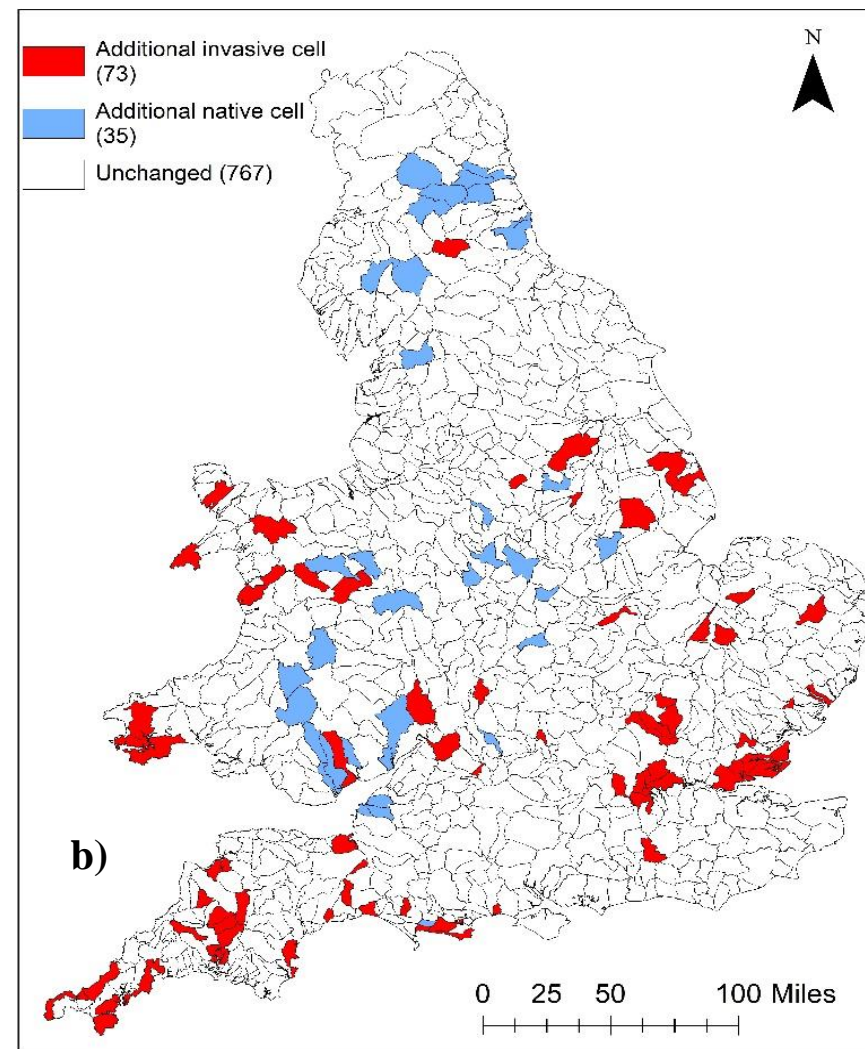 Additional invasive cell
(73)
Additional native cell
(35)
Unchanged (767)
N
b)
0 25 50 100 Miles